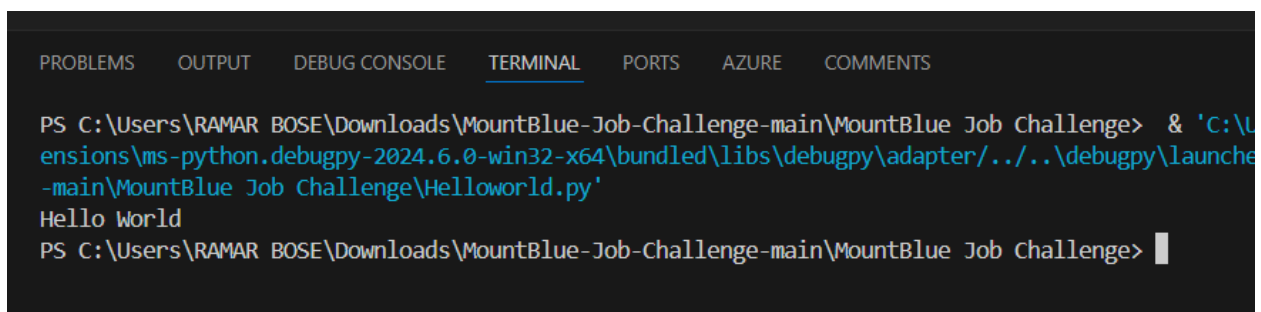 PROBLEMS OUTPUT DEBUG CONSOLE TERMINAL PORTS AZURE COMMENTS
PS C:\Users\RAMAR BOSE\Downloads\MountBlue-Job-Challenge-main\MountBlue Job Challenge> & 'C:\U
ensions\ms-python.debugpy-2024.6.0-win32-x64\bundled\libs\debugpy\adapter/../..\debugpy\launche
-main\MountBlue Job Challenge\Helloworld.py'
Hello World
PS C:\Users\RAMAR BOSE\Downloads\MountBlue-Job-Challenge-main\MountBlue Job Challenge>